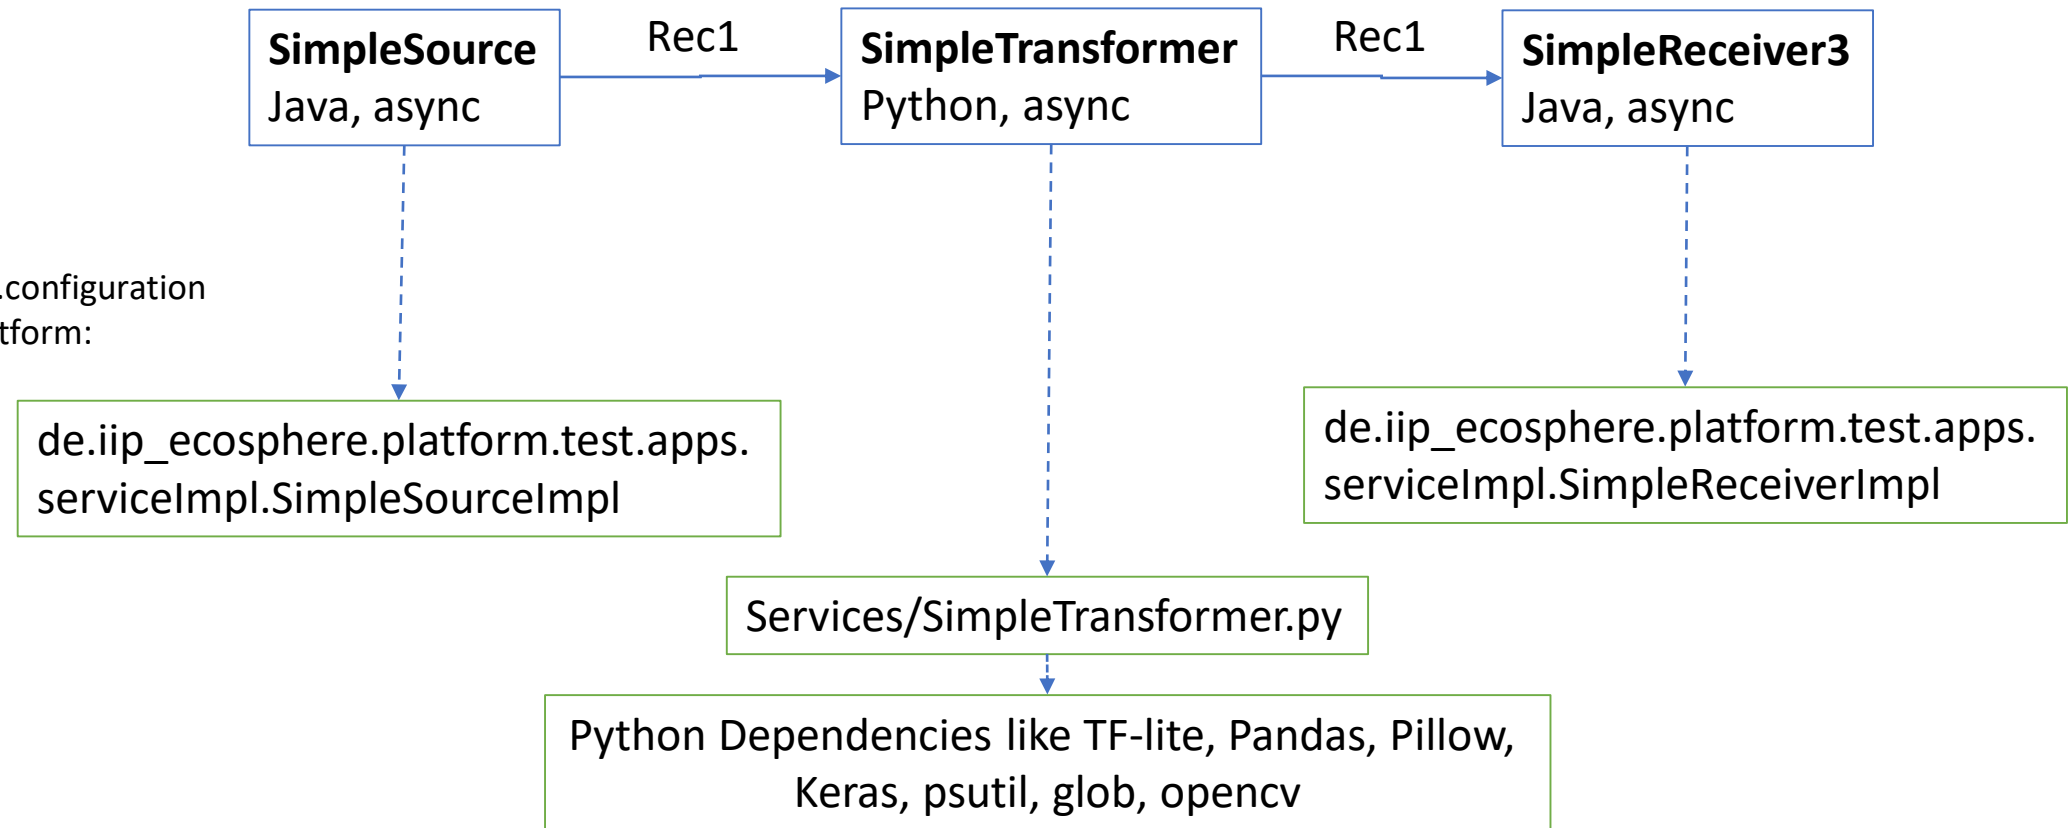 SimpleSource
Java, async
Rec1
SimpleTransformer
Python, async
Rec1
SimpleReceiver3
Java, async
.configuration
tform:
de.iip_ecosphere.platform.test.apps.
serviceImpl.SimpleSourceImpl
de.iip_ecosphere.platform.test.apps.
serviceImpl.SimpleReceiverImpl
Services/SimpleTransformer.py
Python Dependencies like TF-lite, Pandas, Pillow,
Keras, psutil, glob, opencv